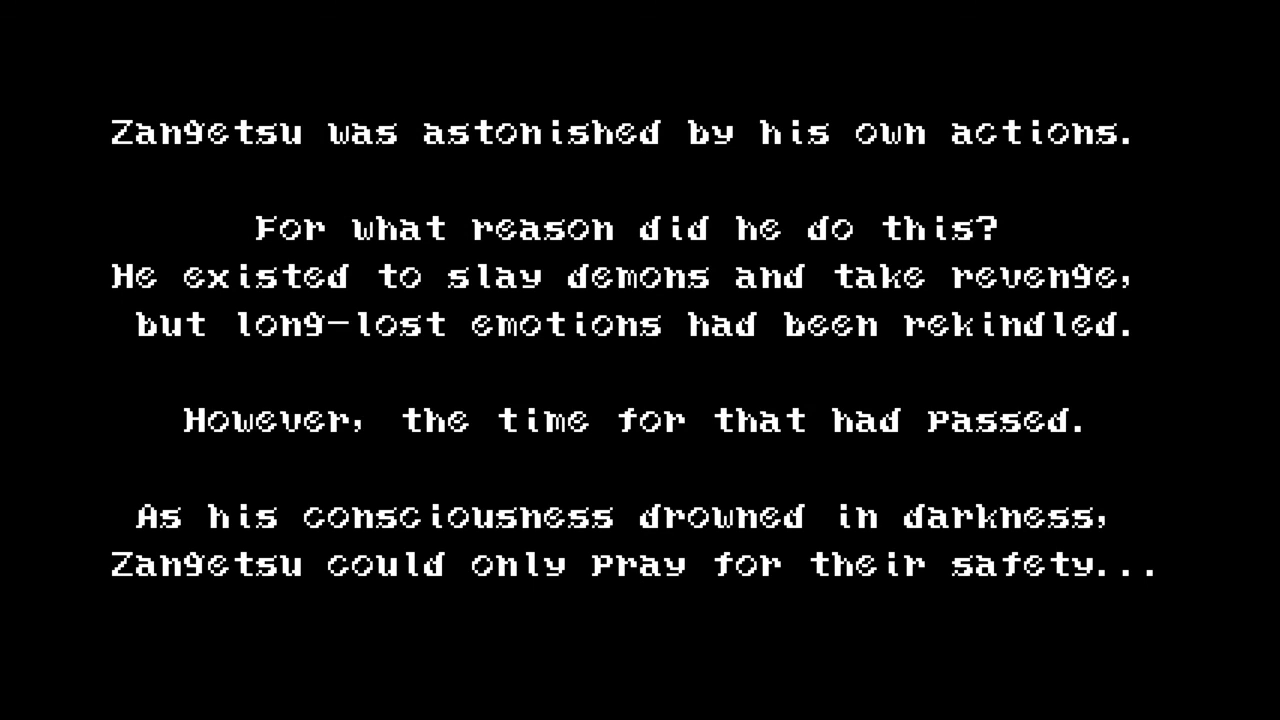 Zangetsu was astonished by his own actions.
For what reason did he do this?
He existed to slay demons and take revenge,
but long-lost emotions had been rekindled.
However, the time for that had passed.
As his consciousness drowned in darkness,
Zangetsu could only pray for their safety...